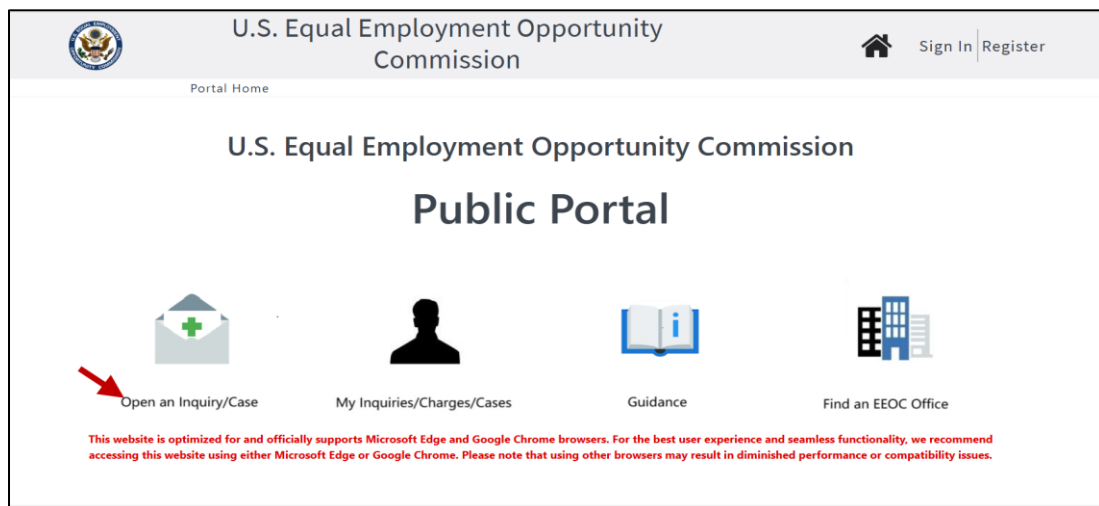 U.S. Equal Employment Opportunity
Commission
Sign In Register
Portal Home
U.S. Equal Employment Opportunity Commission
Public Portal
i
Open an Inquiry/Case
My Inquiries/Charges/Cases
Guidance
Find an EEOC Office
This website is optimized for and officially supports Microsoft Edge and Google Chrome browsers. For the best user experience and seamless functionality, we recommend
accessing this website using either Microsoft Edge or Google Chrome. Please note that using other browsers may result in diminished performance or compatibility issues.